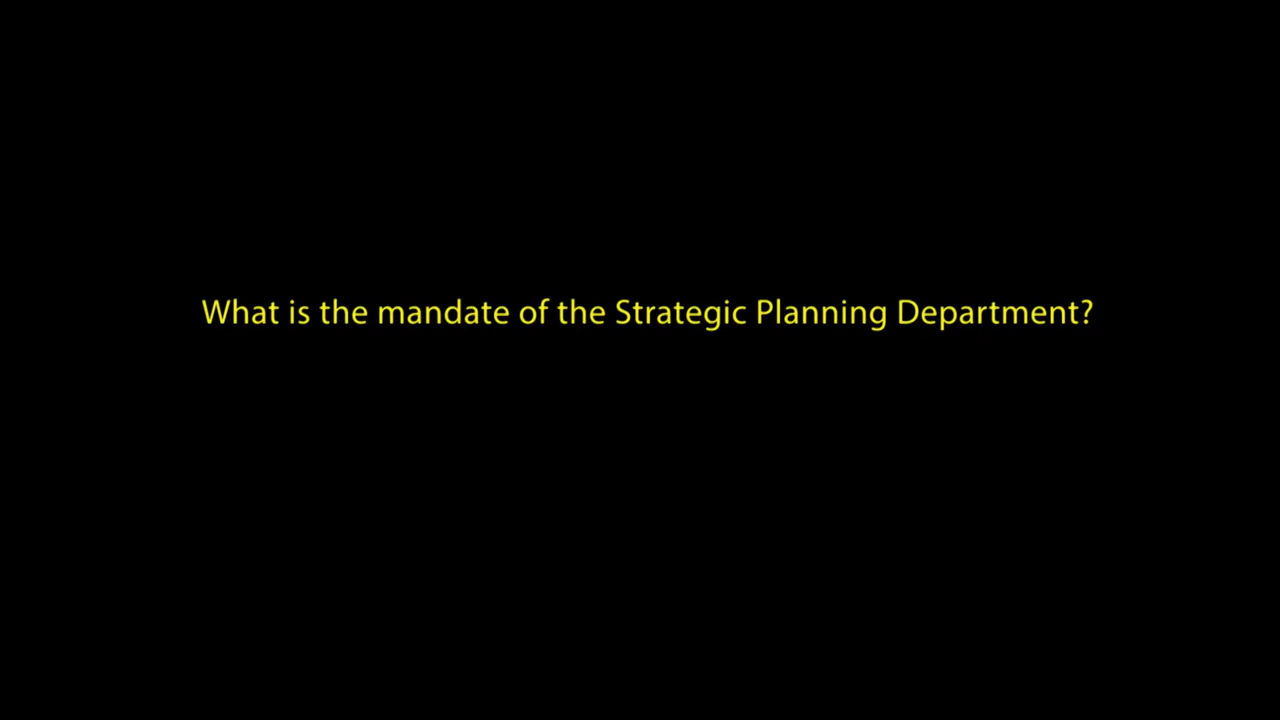 What is the mandate of the Strategic Planning Department?